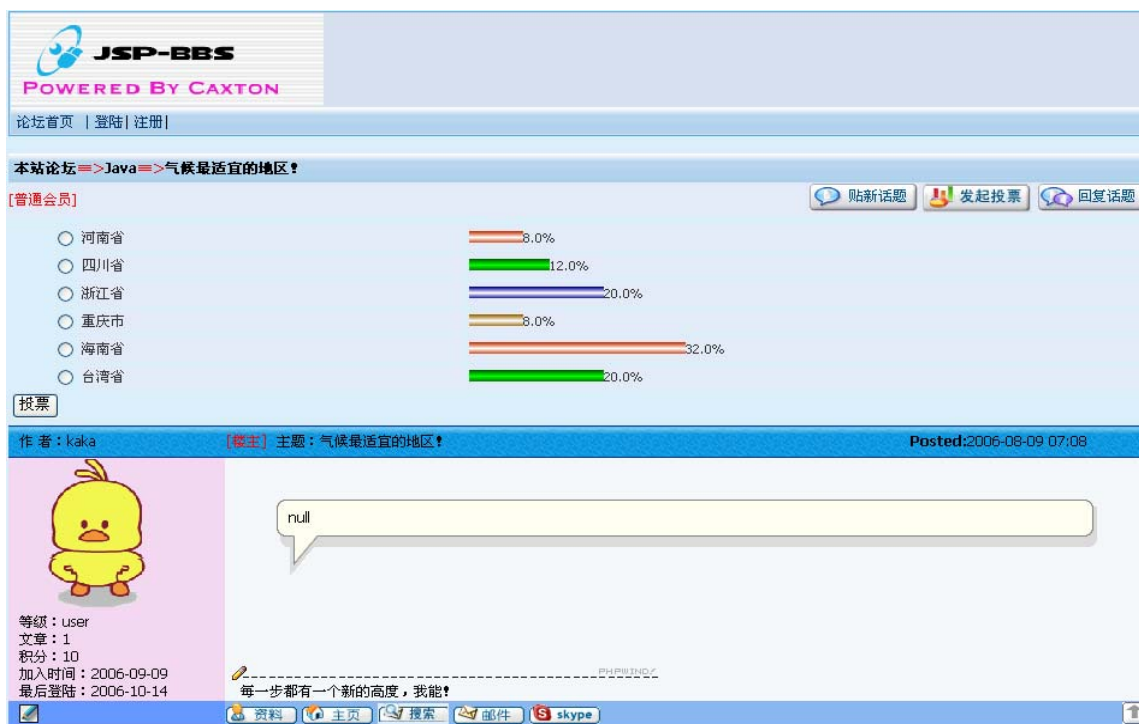 JSP-BBS
POWERED BY CAXTON
论坛首页 | 登陆| 注册|
本站论坛==>Java==>气候最适宜的地区!
[普通会员] 贴新话题 发起投票 回复话题
河南省 8.0%
四川省 12.0%
浙江省 20.0%
重庆市 8.0%
海南省 32.0%
台湾省 20.0%
投票
作 者：kaka [楼主] 主题：气候最适宜的地区! Posted:2006-08-09 07:08
null
等级：user
文章：1
积分：10
加入时间：2006-09-09
最后登陆：2006-10-14
PHPWIND/
每一步都有一个新的高度，我能!
资料 主页 搜索 邮件 skype